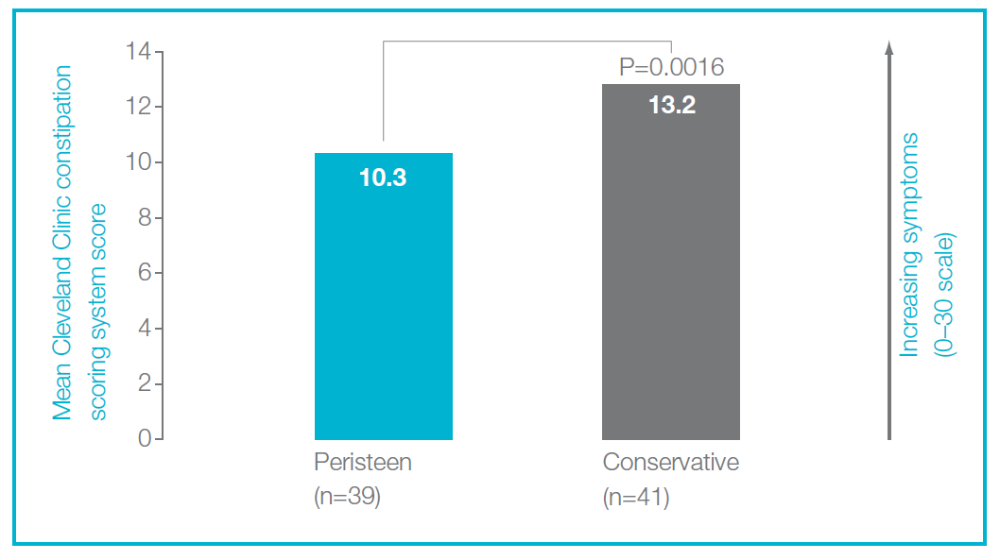 Mean Cleveland Clinic constipation
scoring system score
14
12
10
8
6
4
2
0
P=0.0016
10.3
13.2
Peristeen
(n=39)
Conservative
(n=41)
Increasing symptoms
(0–30 scale)